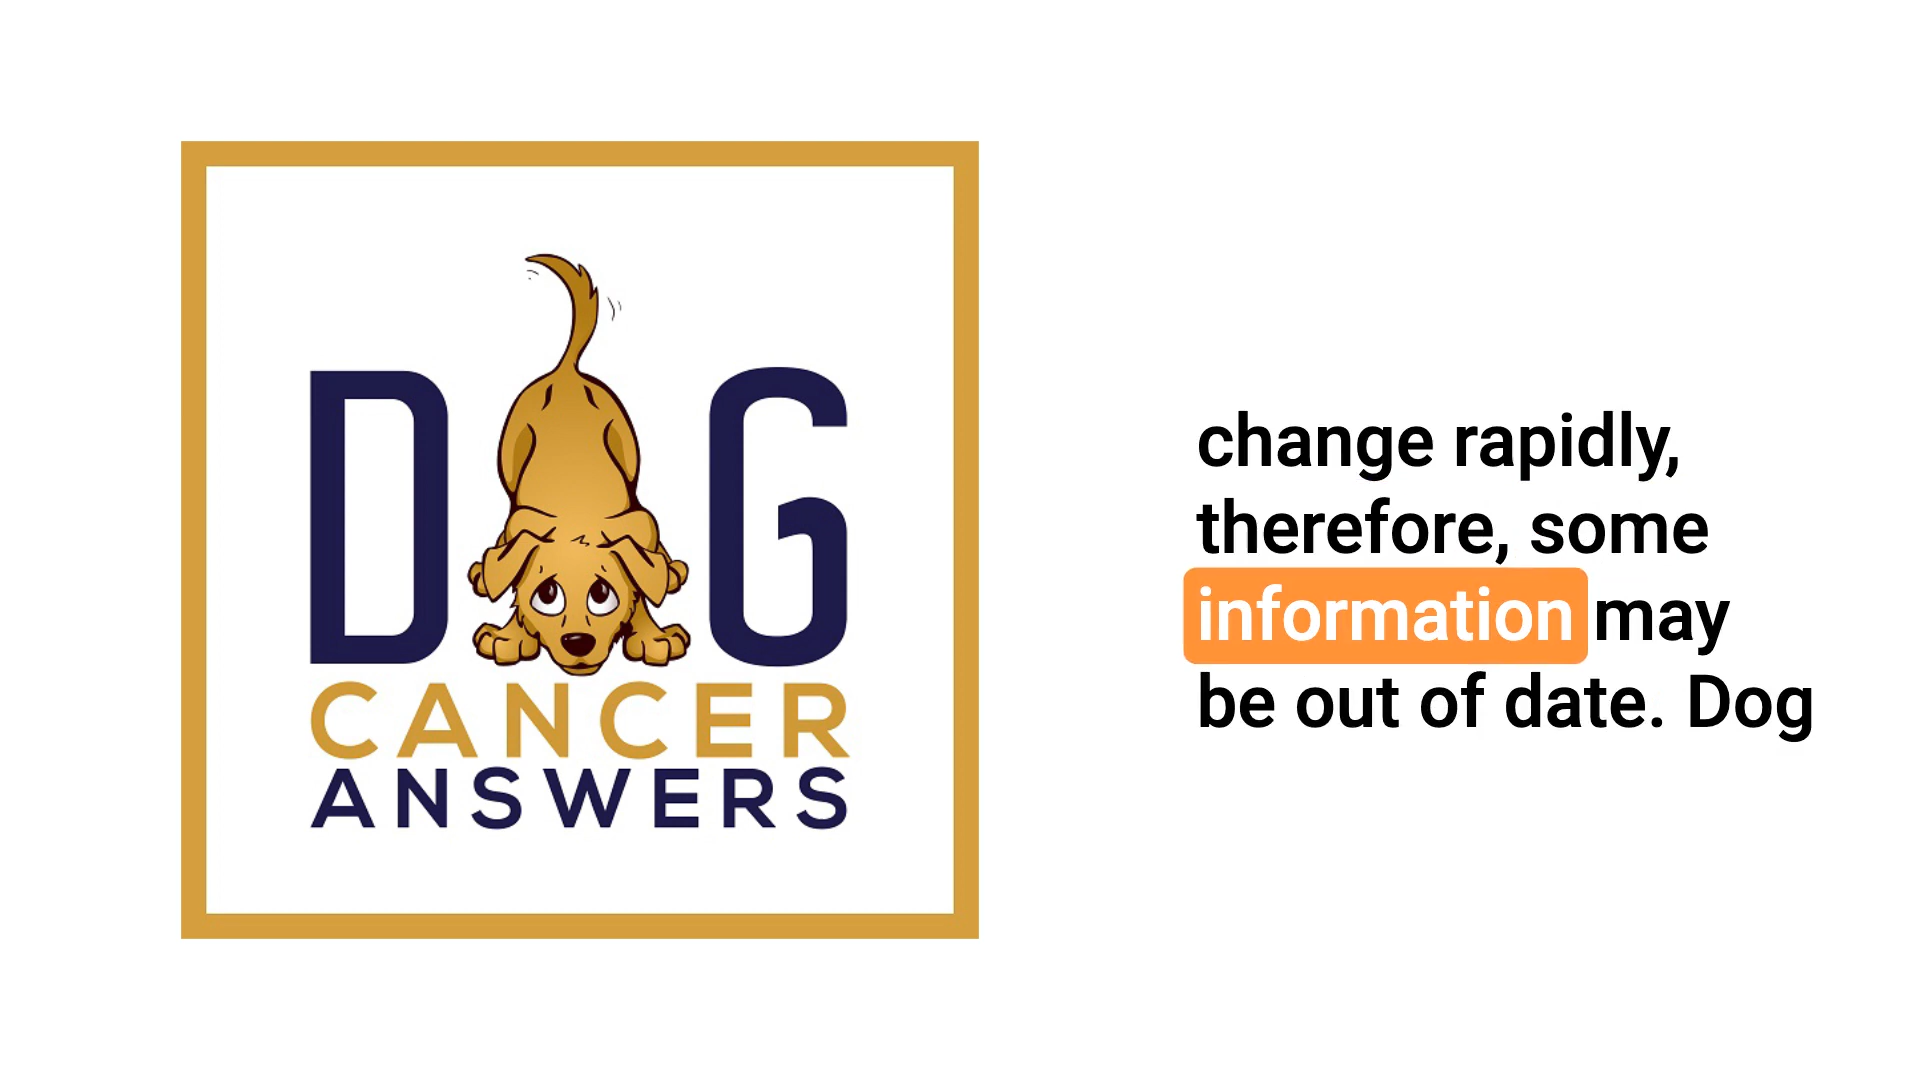 DOG
CANCER
ANSWERS
change rapidly,
therefore, some
information may
be out of date. Dog